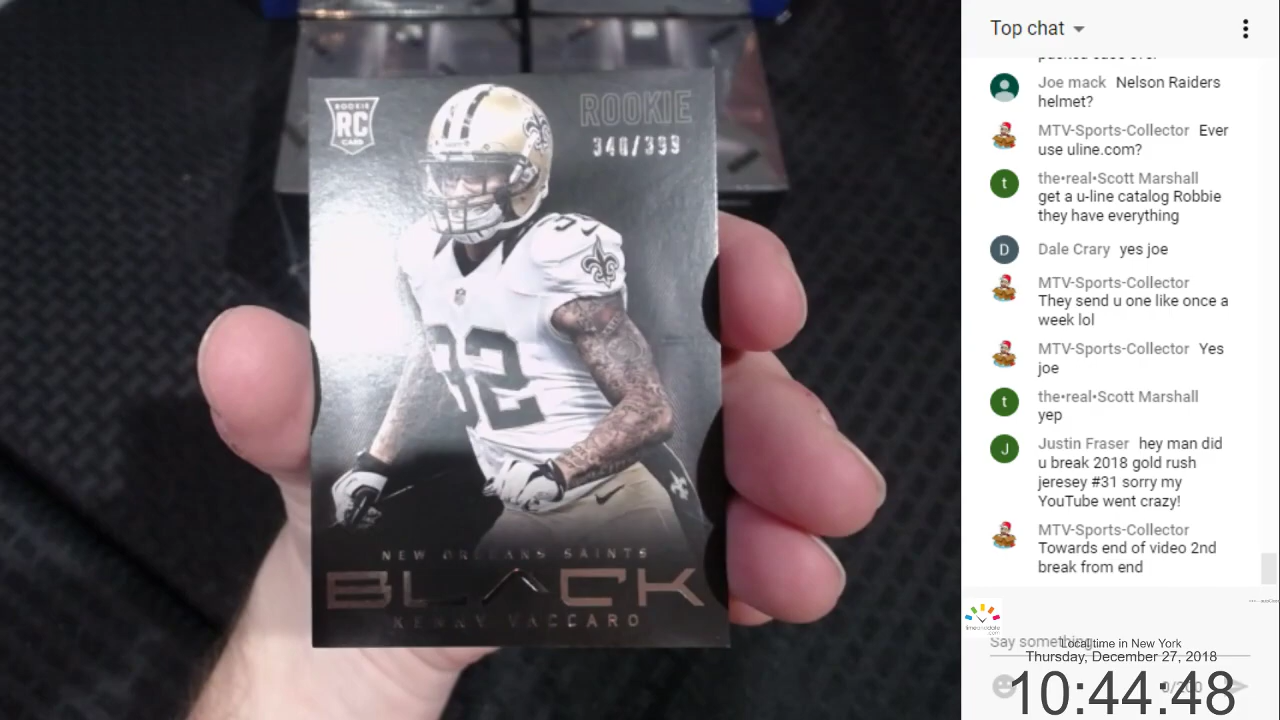 ROOKIE
RC
CARD
ROOKIE
32
32
NEW ORLEANS SAINTS
BLACK
KENNY VACCARO
Top chat
Joe mack Nelson Raiders
helmet?
MTV-Sports-Collector Ever
use uline.com?
t
the•real•Scott Marshall
get a u-line catalog Robbie
they have everything
D
Dale Crary yes joe
MTV-Sports-Collector
They send u one like once a
week lol
MTV-Sports-Collector Yes
joe
t
the•real•Scott Marshall
yep
J
Justin Fraser hey man did
u break 2018 gold rush
jeresey #31 sorry my
YouTube went crazy!
MTV-Sports-Collector
Towards end of video 2nd
break from end
Say something...
Local time in New York
Thursday, December 27, 2018
0/200
10:44:48